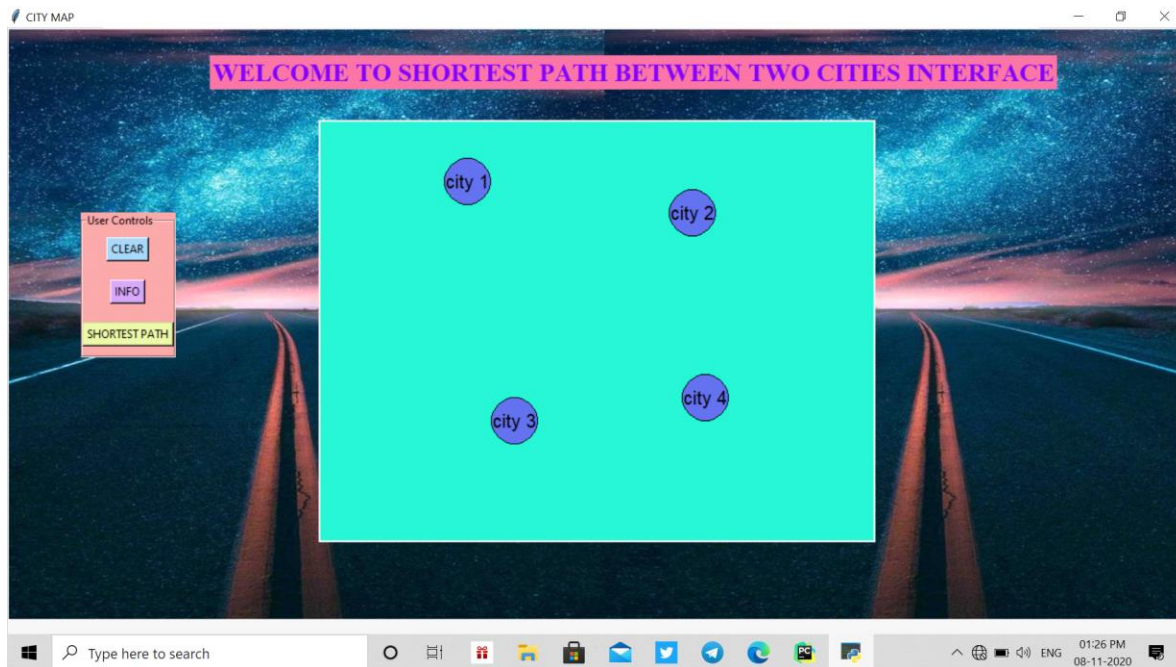 CITY MAP
WELCOME TO SHORTEST PATH BETWEEN TWO CITIES INTERFACE
city 1
city 2
User Controls
CLEAR
INFO
SHORTEST PATH
city 4
city 3
Type here to search
PC
ENG
01:26 PM
08-11-2020